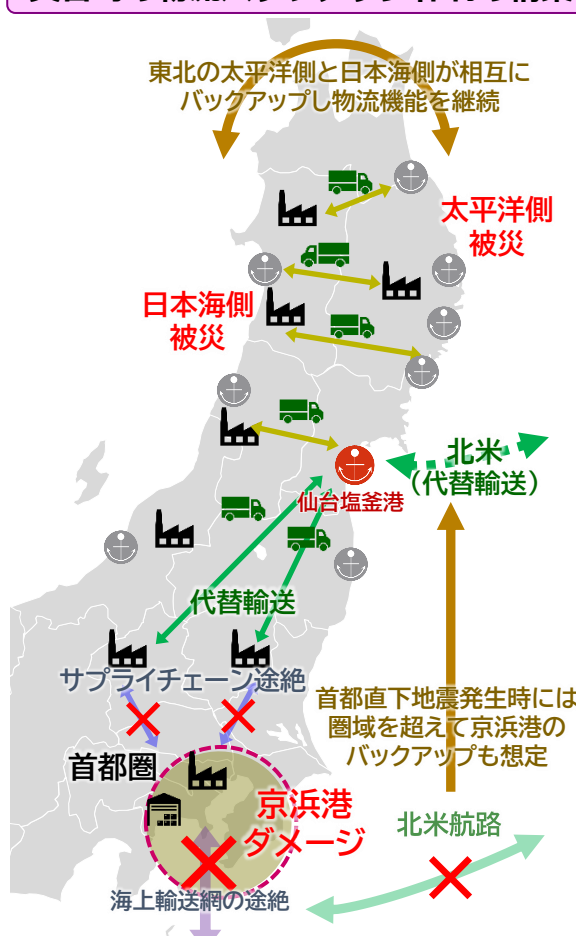 東北の太平洋側と日本海側が相互に
バックアップし物流機能を継続
太平洋側
被災
日本海側
被災
北米
（代替輸送）
仙台塩釜港
代替輸送
サプライチェーン途絶
首都直下地震発生時には
圏域を超えて京浜港の
バックアップも想定
首都圏
京浜港
ダメージ
北米航路
海上輸送網の途絶